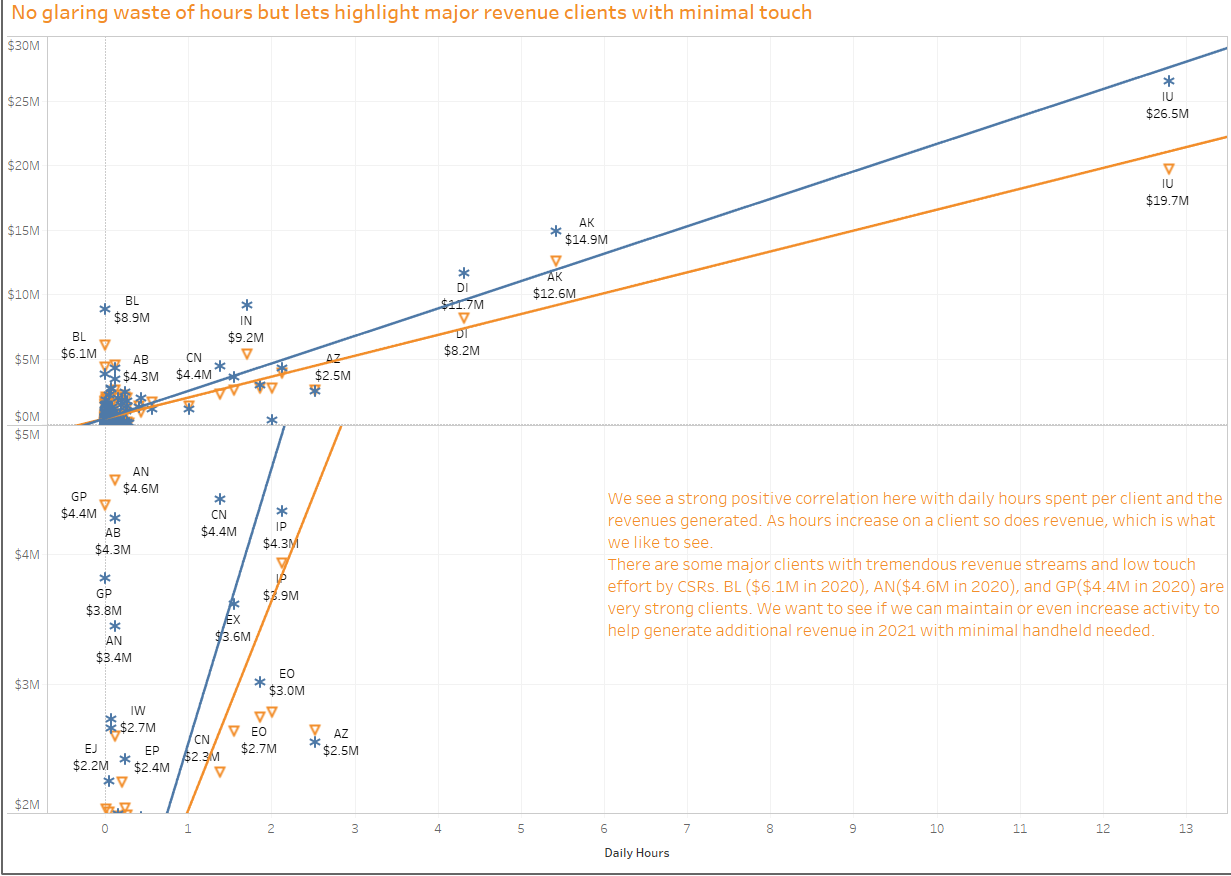 No glaring waste of hours but lets highlight major revenue clients with minimal touch
$30M
$25M
$20M
$15M
$10M
$5M
$0M
IU
$26.5M
IU
$19.7M
AK
$14.9M
AK
$12.6M
DI
$11.7M
DI
$8.2M
BL
$8.9M
BL
$6.1M
IN
$9.2M
AB
$4.3M
CN
$4.4M
AZ
$2.5M
$5M
$4M
$3M
$2M
AN
$4.6M
GP
$4.4M
AB
$4.3M
GP
$3.8M
AN
$3.4M
CN
$4.4M
IP
$4.3M
IP
$3.9M
EX
$3.6M
EO
$3.0M
EO
$2.7M
AZ
$2.5M
CN
$2.3M
IW
$2.7M
EJ
$2.2M
EP
$2.4M
We see a strong positive correlation here with daily hours spent per client and the
revenues generated. As hours increase on a client so does revenue, which is what
we like to see.
There are some major clients with tremendous revenue streams and low touch
effort by CSRs. BL ($6.1M in 2020), AN($4.6M in 2020), and GP($4.4M in 2020) are
very strong clients. We want to see if we can maintain or even increase activity to
help generate additional revenue in 2021 with minimal handheld needed.
0 1 2 3 4 5 6 7 8 9 10 11 12 13
Daily Hours